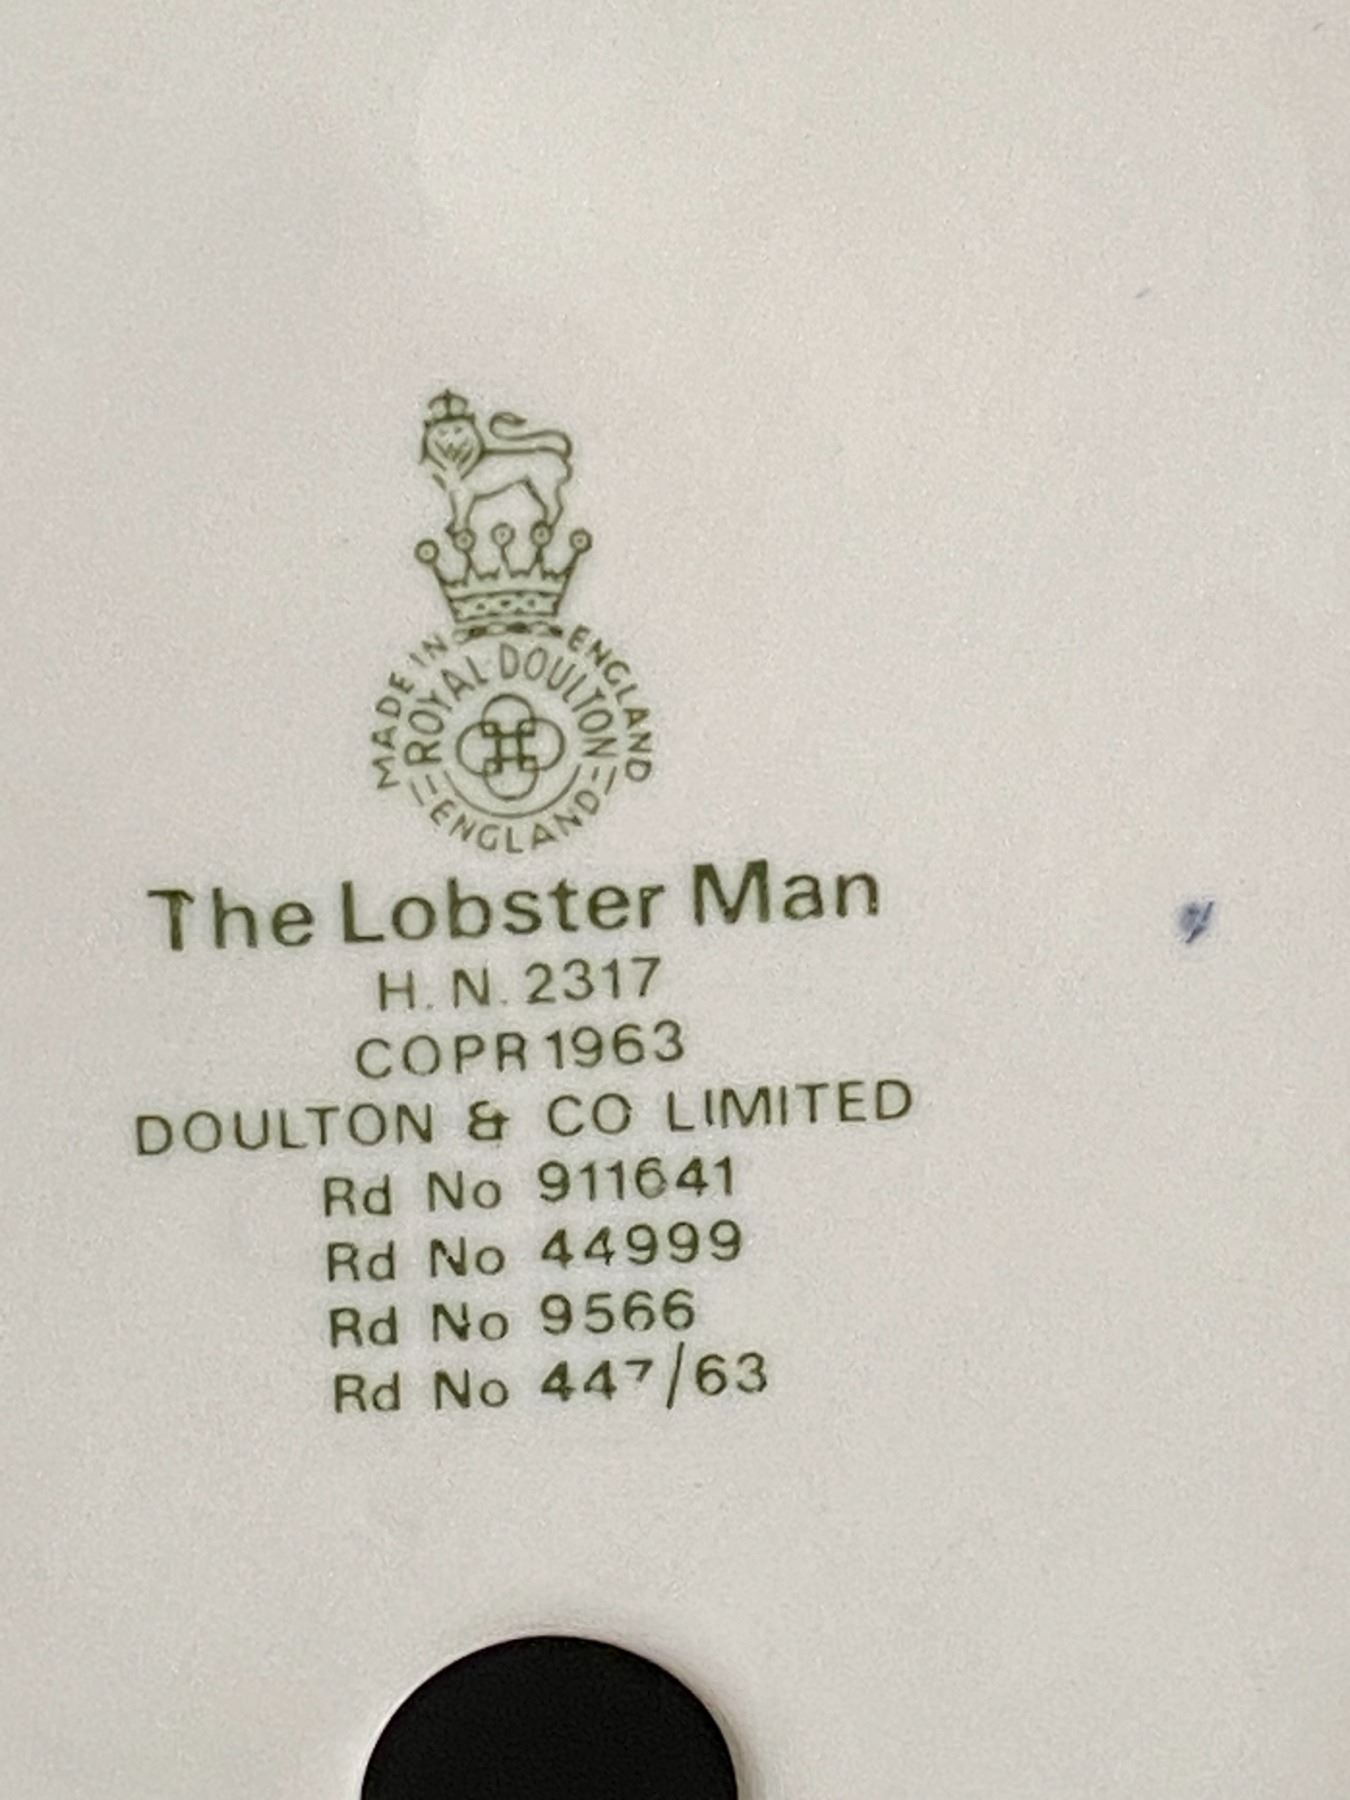 MADE IN ENGLAND
ROYAL DOULTON
ENGLAND
The Lobster Man
H.N. 2317
COPR 1963
DOULTON & CO LIMITED
Rd No 911641
Rd No 44999
Rd No 9566
Rd No 447/63